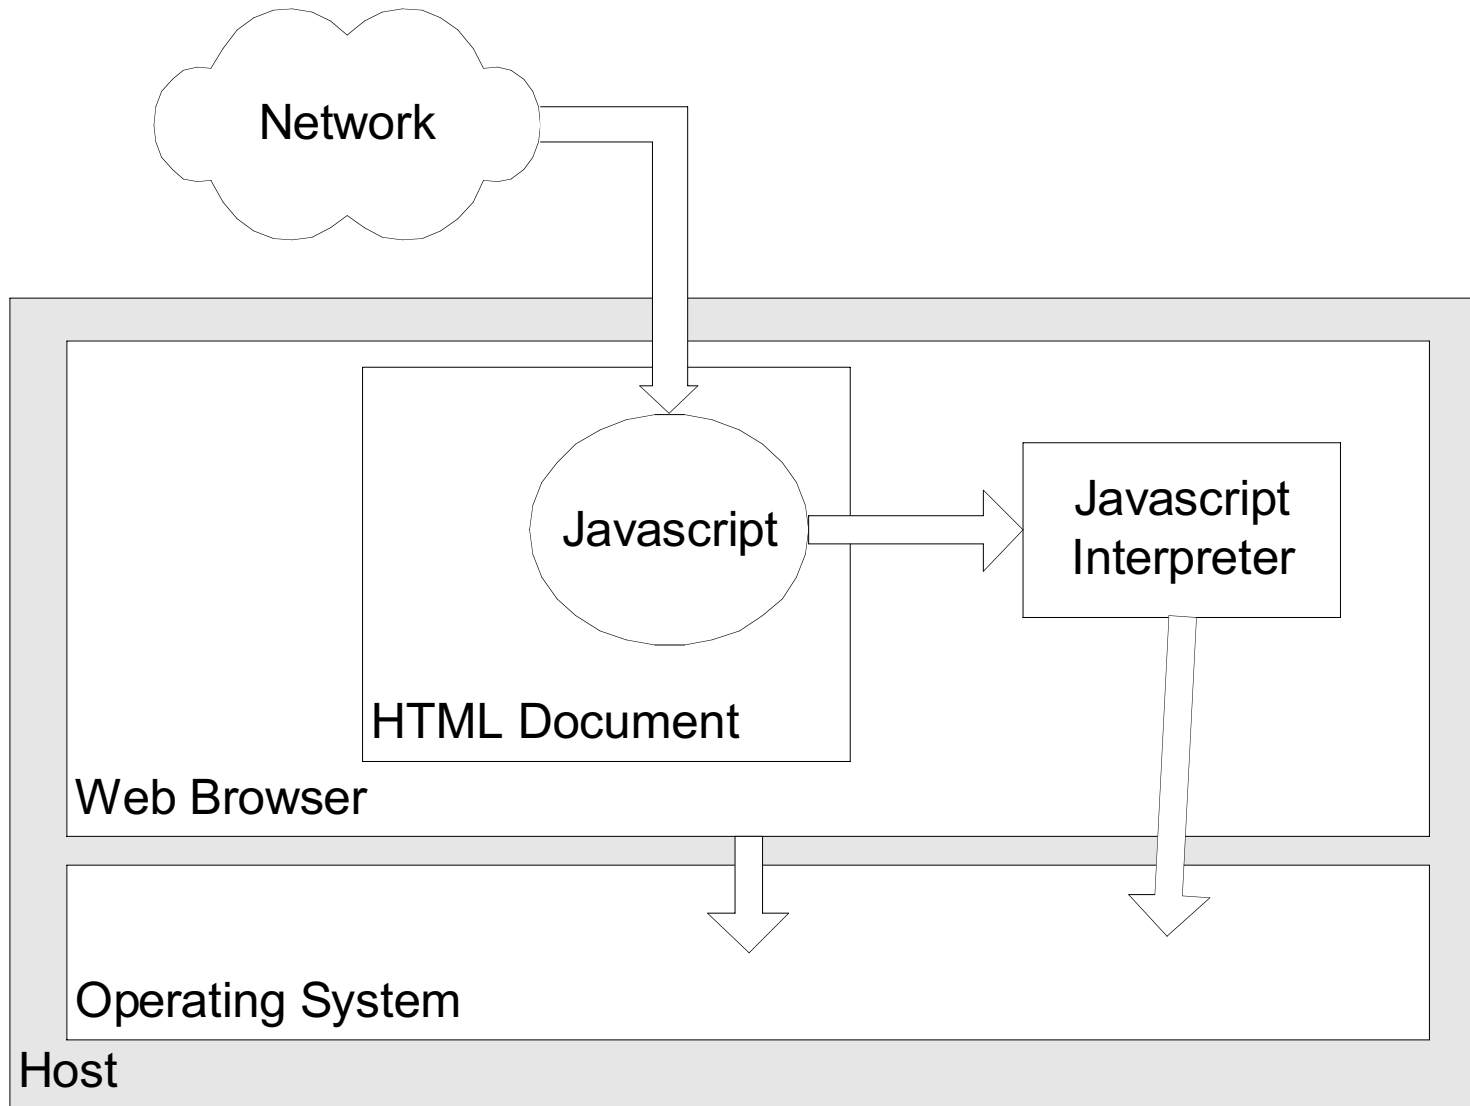 Network
Javascript
Javascript
Interpreter
HTML Document
Web Browser
Operating System
Host